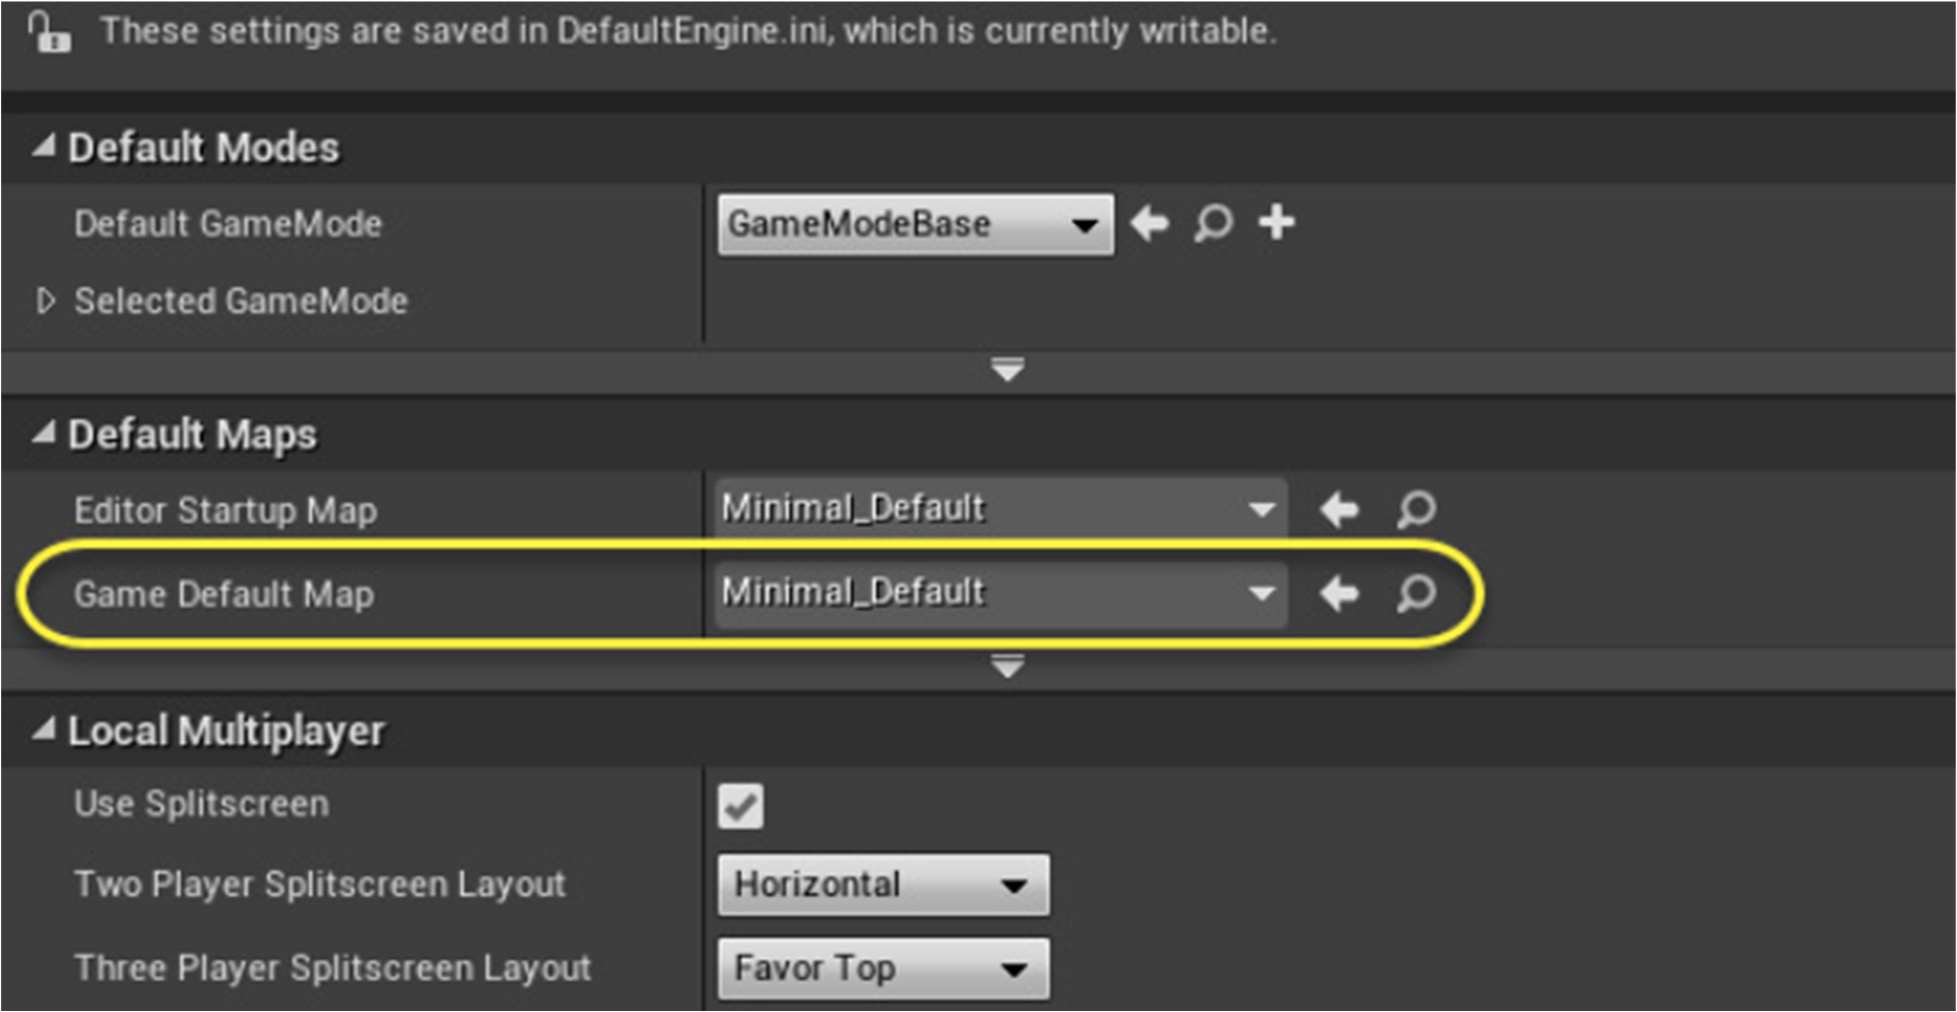 These settings are saved in DefaultEngine.ini, which is currently writable.
Default Modes
Default GameMode GameModeBase
Selected GameMode
Default Maps
Editor Startup Map Minimal_Default
Game Default Map Minimal_Default
Local Multiplayer
Use Splitscreen
Two Player Splitscreen Layout Horizontal
Three Player Splitscreen Layout Favor Top